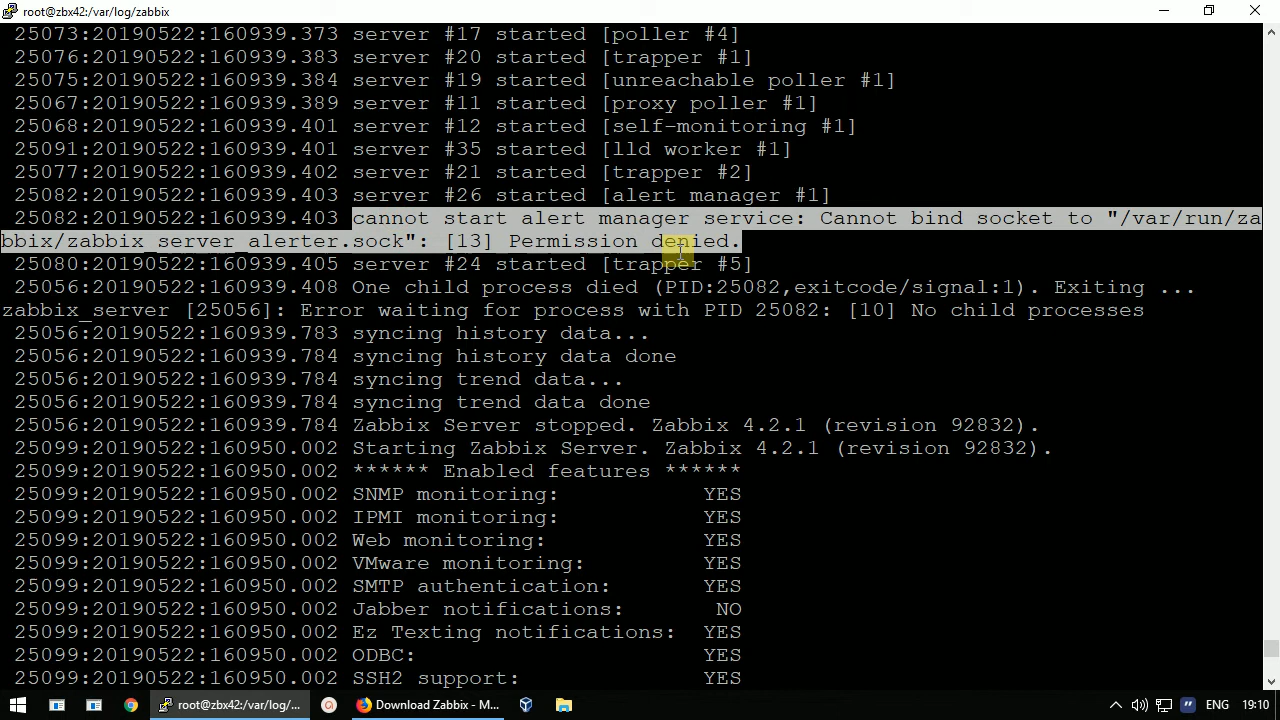 root@zbx42:/var/log/zabbix
25073:20190522:160939.373 server #17 started [poller #4]
25076:20190522:160939.383 server #20 started [trapper #1]
25075:20190522:160939.384 server #19 started [unreachable poller #1]
25067:20190522:160939.389 server #11 started [proxy poller #1]
25068:20190522:160939.401 server #12 started [self-monitoring #1]
25091:20190522:160939.401 server #35 started [lld worker #1]
25077:20190522:160939.402 server #21 started [trapper #2]
25082:20190522:160939.403 server #26 started [alert manager #1]
25082:20190522:160939.403 cannot start alert manager service: Cannot bind socket to "/var/run/za
bbix/zabbix_server_alerter.sock": [13] Permission denied.
25080:20190522:160939.405 server #24 started [trapper #5]
25056:20190522:160939.408 One child process died (PID:25082,exitcode/signal:1). Exiting ...
zabbix_server [25056]: Error waiting for process with PID 25082: [10] No child processes
25056:20190522:160939.783 syncing history data...
25056:20190522:160939.784 syncing history data done
25056:20190522:160939.784 syncing trend data...
25056:20190522:160939.784 syncing trend data done
25056:20190522:160939.784 Zabbix Server stopped. Zabbix 4.2.1 (revision 92832).
25099:20190522:160950.002 Starting Zabbix Server. Zabbix 4.2.1 (revision 92832).
25099:20190522:160950.002 ****** Enabled features ******
25099:20190522:160950.002 SNMP monitoring: YES
25099:20190522:160950.002 IPMI monitoring: YES
25099:20190522:160950.002 Web monitoring: YES
25099:20190522:160950.002 VMware monitoring: YES
25099:20190522:160950.002 SMTP authentication: YES
25099:20190522:160950.002 Jabber notifications: NO
25099:20190522:160950.002 Ez Texting notifications: YES
25099:20190522:160950.002 ODBC: YES
25099:20190522:160950.002 SSH2 support: YES
root@zbx42:/var/log/... Download Zabbix - M... ENG 19:10